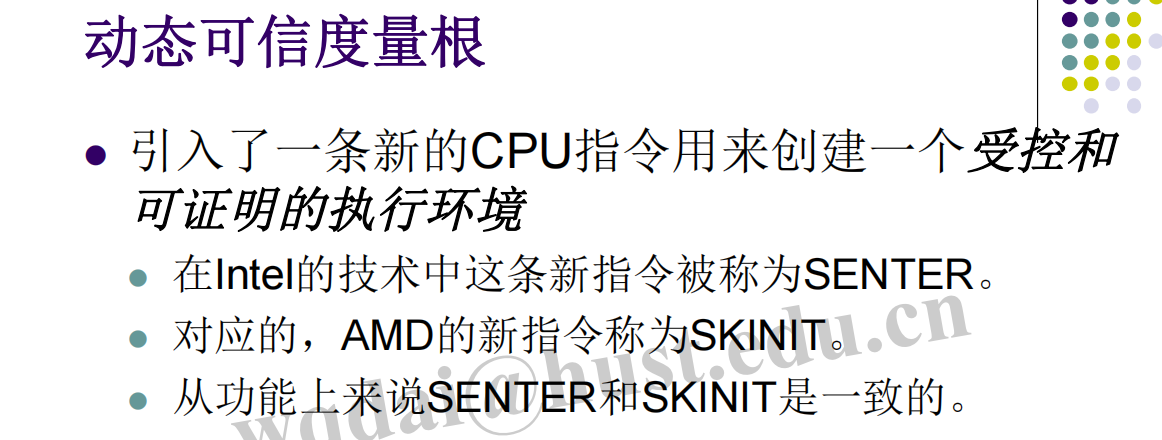 动态可信度量根
引入了一条新的CPU指令用来创建一个受控和
可证明的执行环境
在Intel的技术中这条新指令被称为SENTER。
对应的，AMD的新指令称为SKINIT。
从功能上来说SENTER和SKINIT是一致的。
wqdai@hust.edu.cn